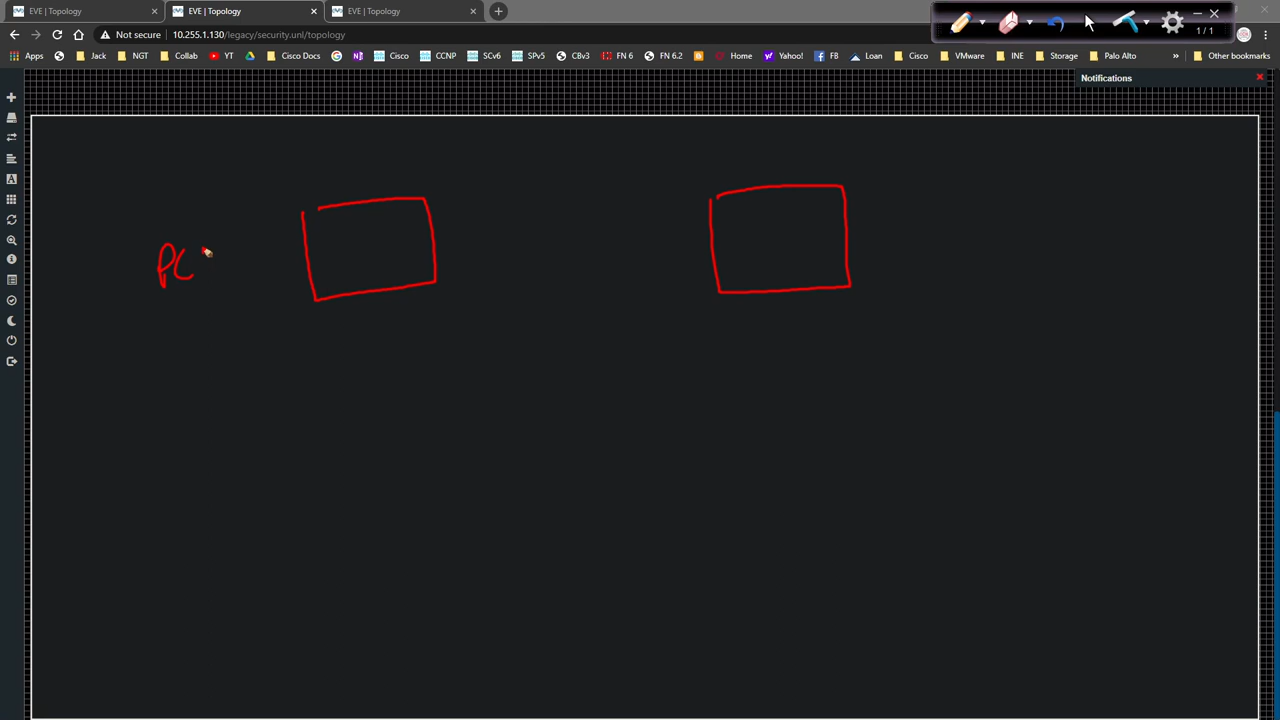 EVE | Topology
EVE | Topology
EVE | Topology
Not secure 10.255.1.130/legacy/security.unl/topology
1 / 1
Apps Jack NGT Collab YT Cisco Docs Cisco CCNP SCv6 SPv5 CBv3 FN 6 FN 6.2 Home Yahoo! FB Loan Cisco VMware INE Storage Palo Alto » Other bookmarks
Notifications
PC